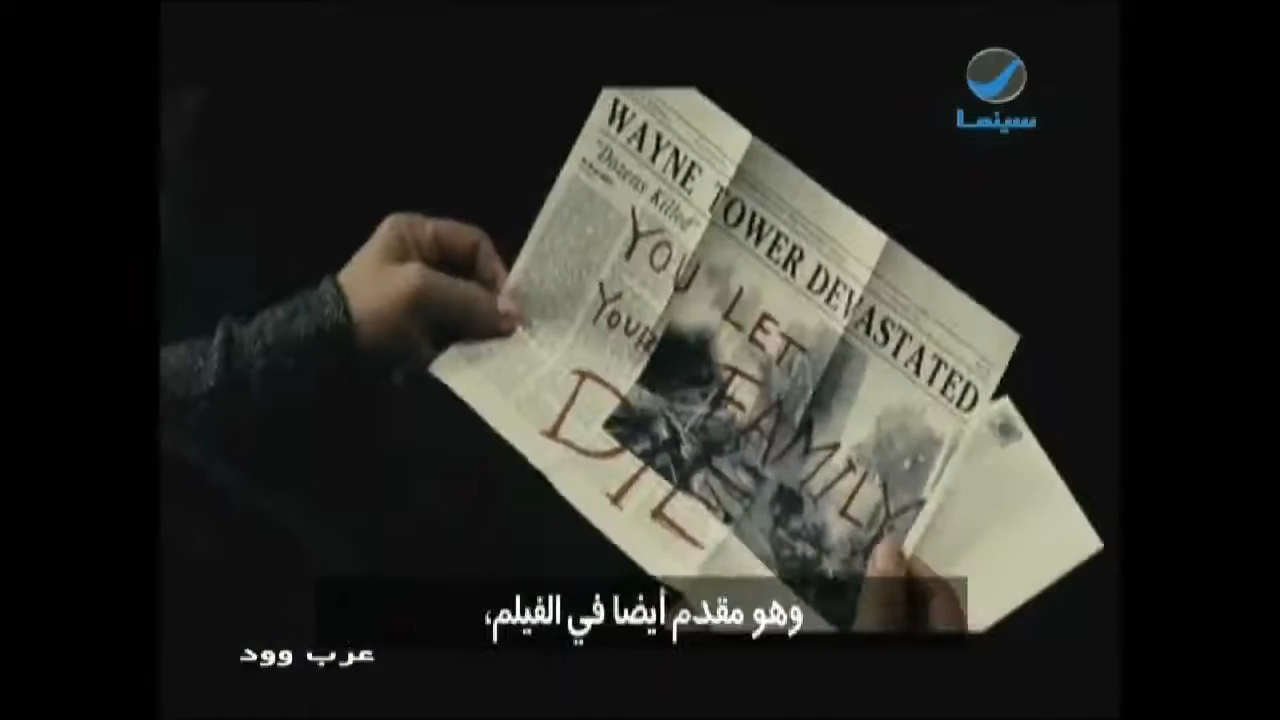 سينما
WAYNE TOWER DEVASTATED
"Dozens Killed"
YOU LET
YOUR FAMILY
DIE
وهو مقدم أيضا في الفيلم،
عرب وود